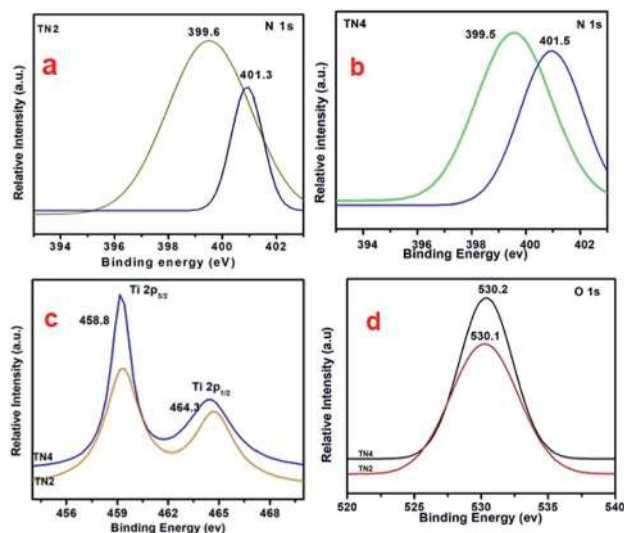 TN2
N 1s
a
399.6
401.3
Relative Intensity (a.u.)
394 396 398 400 402
Binding energy (eV)
TN4
N 1s
b
399.5
401.5
Relative intensity (a.u.)
394 396 398 400 402
Binding energy (ev)
c
Ti 2p3/2
458.8
Ti 2p1/2
464.3
TN4
TN2
Relative Intensity (a.u.)
456 459 462 465 468
Binding Energy (ev)
d
O 1s
530.2
530.1
TN4
TN2
Relative Intensity (a.u)
520 525 530 535 540
Binding Energy (ev)